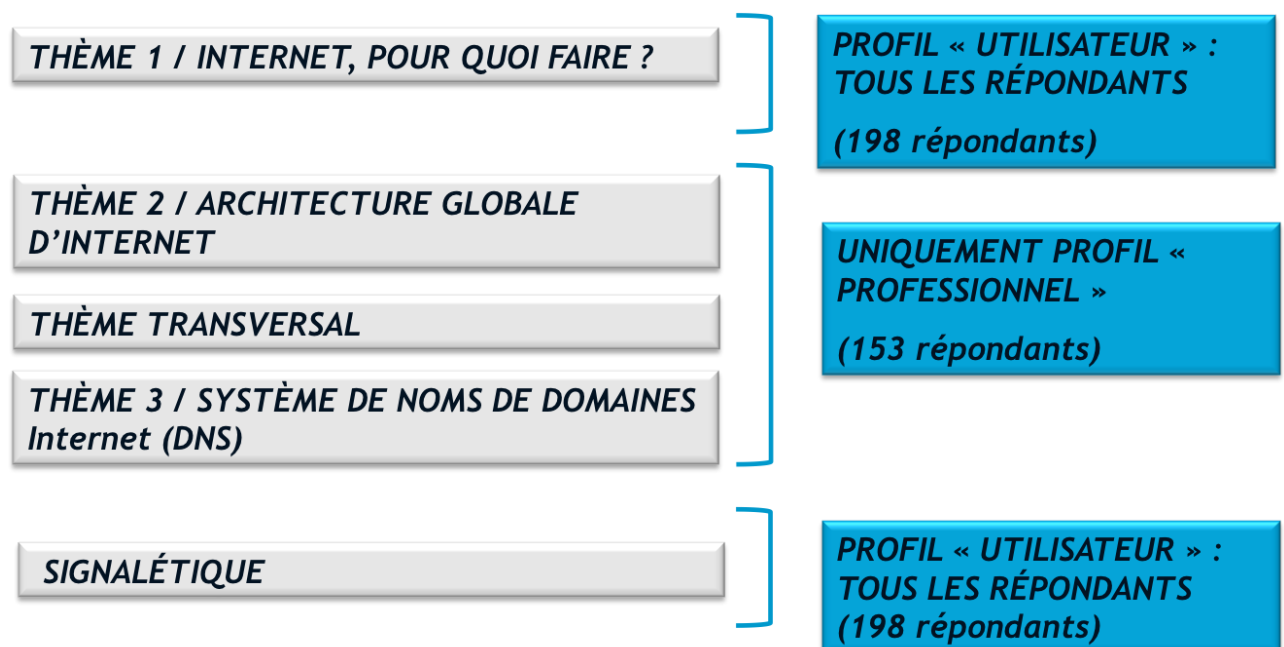 THÈME 1 / INTERNET, POUR QUOI FAIRE ?
PROFIL « UTILISATEUR » :
TOUS LES RÉPONDANTS
(198 répondants)
THÈME 2 / ARCHITECTURE GLOBALE
D’INTERNET
THÈME TRANSVERSAL
THÈME 3 / SYSTÈME DE NOMS DE DOMAINES
Internet (DNS)
UNIQUEMENT PROFIL «
PROFESSIONNEL »
(153 répondants)
SIGNALÉTIQUE
PROFIL « UTILISATEUR » :
TOUS LES RÉPONDANTS
(198 répondants)